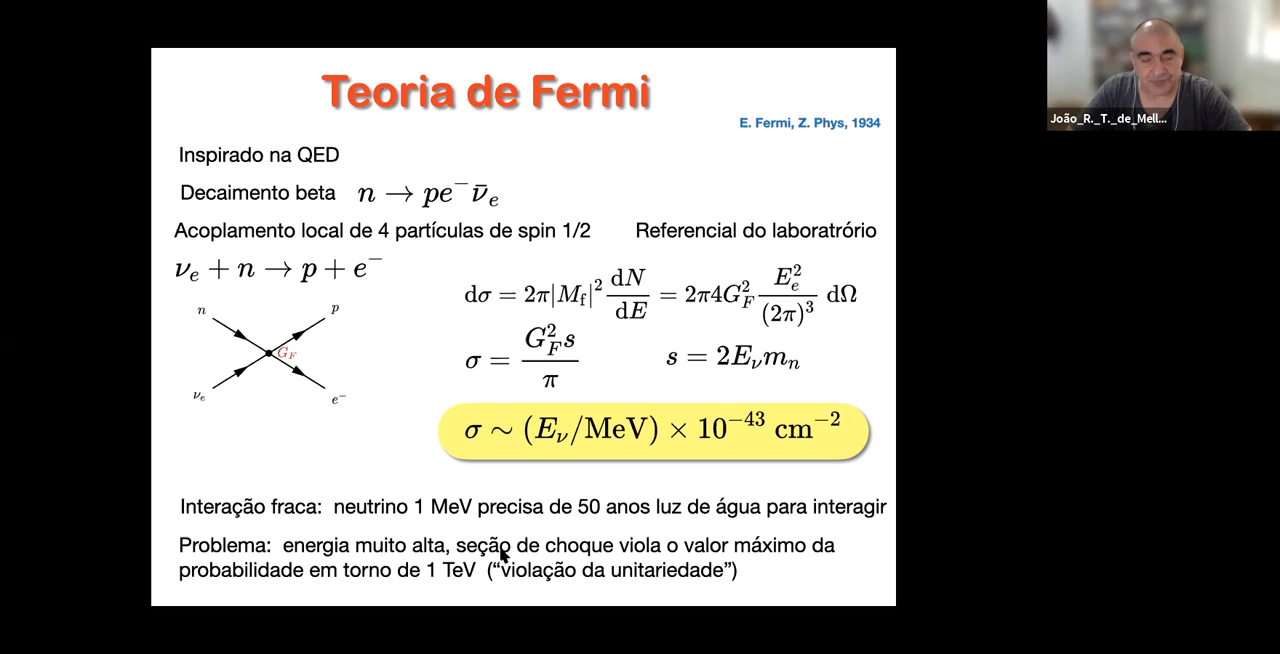 Teoria de Fermi
E. Fermi, Z. Phys, 1934
Inspirado na QED
Decaimento beta n → pe⁻ν̄ₑ
Acoplamento local de 4 partículas de spin 1/2
Referencial do laboratrório
νₑ + n → p + e⁻
dσ = 2π|M_f|² dN/dE = 2π4G_F² E_e²/(2π)³ dΩ
σ = G_F² s/π
s = 2E_νm_n
n
p
G_F
νₑ
e⁻
σ ∼ (E_ν/MeV) × 10⁻⁴³ cm⁻²
Interação fraca: neutrino 1 MeV precisa de 50 anos luz de água para interagir
Problema: energia muito alta, seção de choque viola o valor máximo da
probabilidade em torno de 1 TeV (“violação da unitariedade”)
João_R._T._de_Mell...